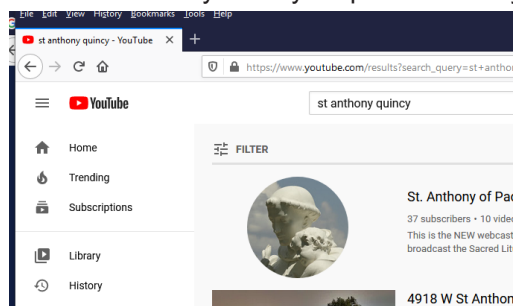 File Edit View History Bookmarks Tools Help
st anthony quincy - YouTube
https://www.youtube.com/results?search_query=st+antho
YouTube
st anthony quincy
Home
FILTER
Trending
St. Anthony of Pa
Subscriptions
37 subscribers • 10 vide
This is the NEW webcast
broadcast the Sacred Lit
Library
History
4918 W St Anthon